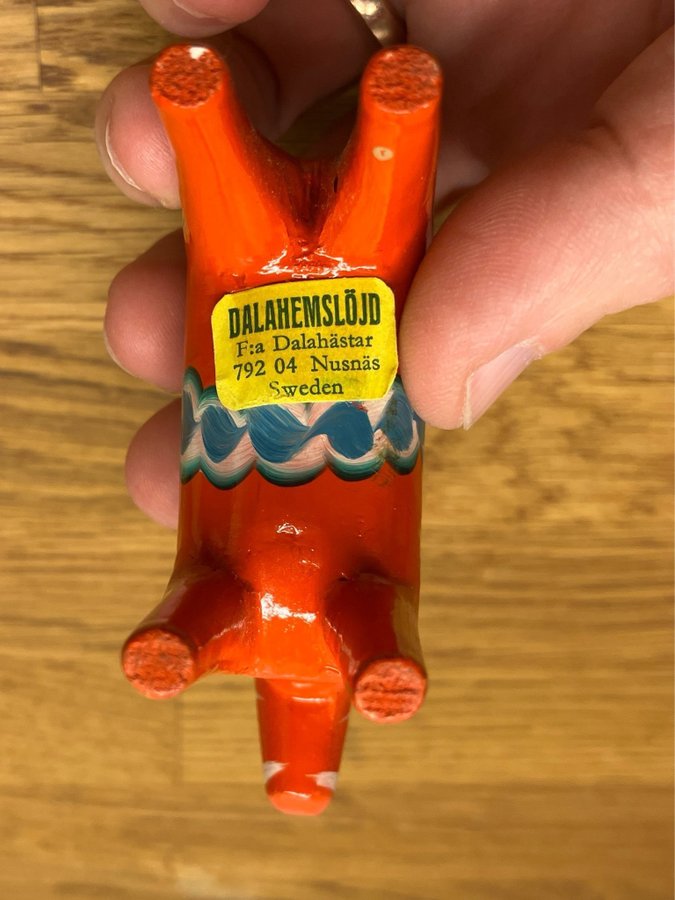 DALAHEMSLÖJD
F:a Dalahästar
792 04 Nusnäs
Sweden